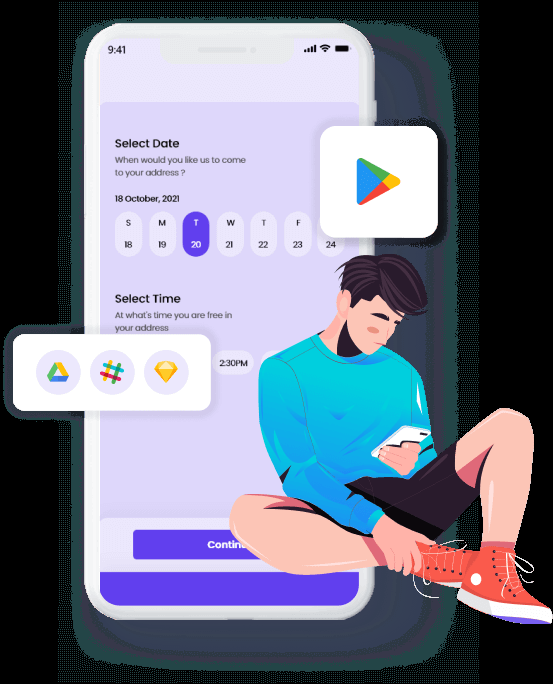 9:41
Select Date
When would you like us to come
to your address ?
18 October, 2021
S M T W T F
18 19 20 21 22 23 24
Select Time
At what's time you are free in
your address
2:30PM